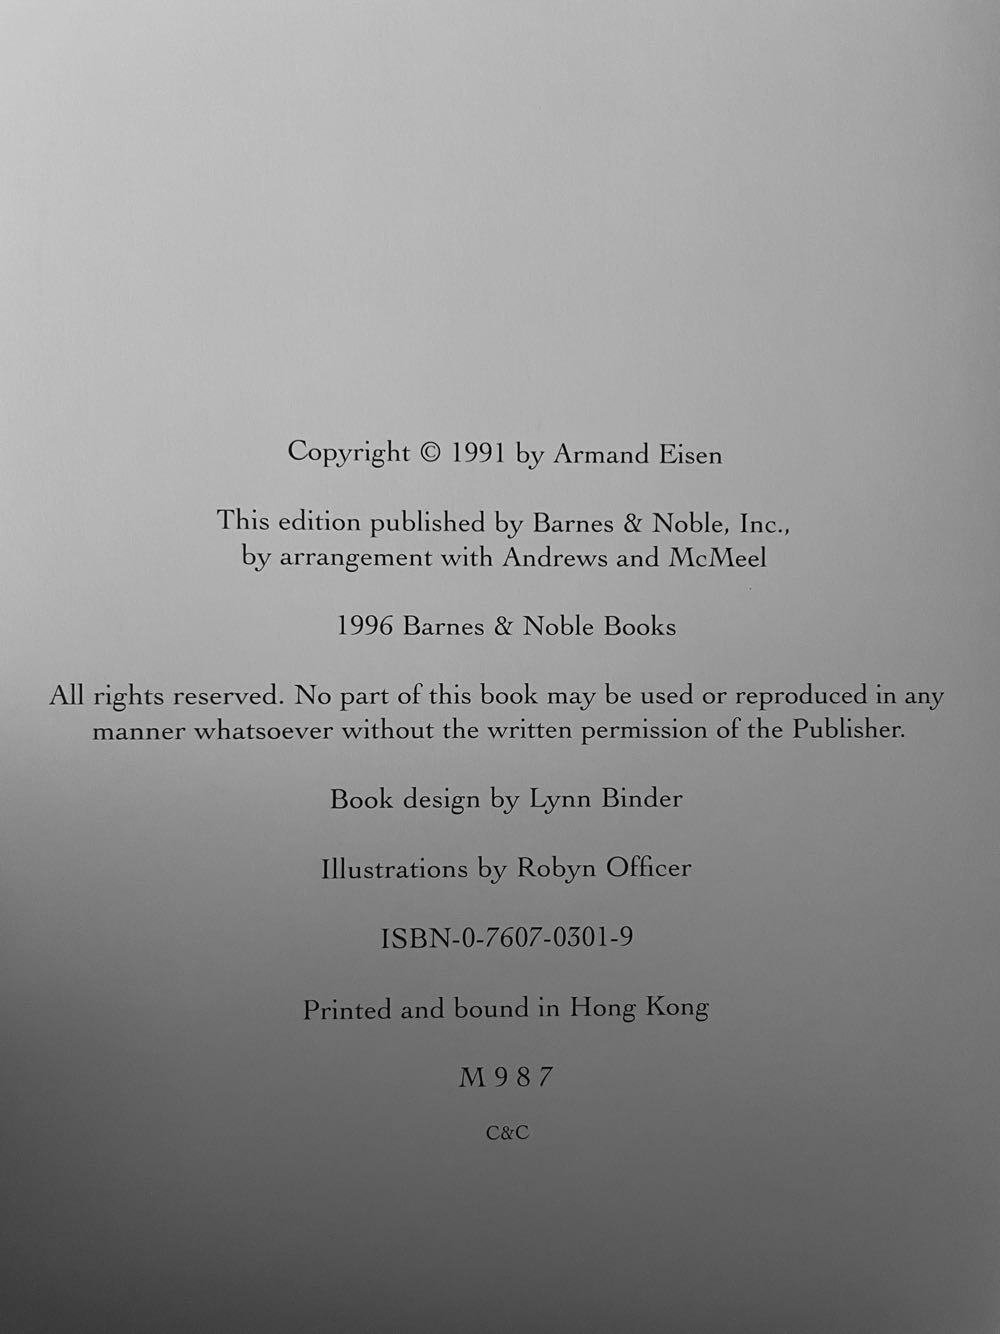 Copyright © 1991 by Armand Eisen
This edition published by Barnes & Noble, Inc.,
by arrangement with Andrews and McMeel
1996 Barnes & Noble Books
All rights reserved. No part of this book may be used or reproduced in any
manner whatsoever without the written permission of the Publisher.
Book design by Lynn Binder
Illustrations by Robyn Officer
ISBN-0-7607-0301-9
Printed and bound in Hong Kong
M 9 8 7
C&C